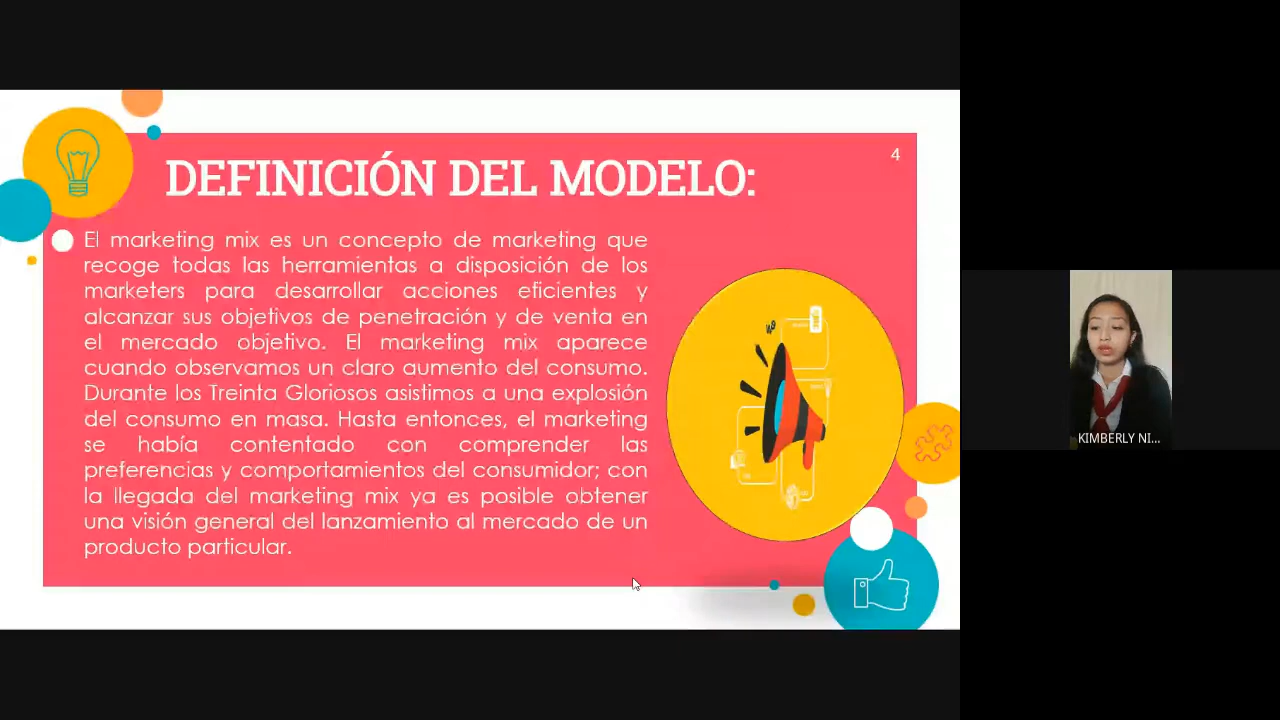 DEFINICIÓN DEL MODELO:
4
El marketing mix es un concepto de marketing que
recoge todas las herramientas a disposición de los
marketers para desarrollar acciones eficientes y
alcanzar sus objetivos de penetración y de venta en
el mercado objetivo. El marketing mix aparece
cuando observamos un claro aumento del consumo.
Durante los Treinta Gloriosos asistimos a una explosión
del consumo en masa. Hasta entonces, el marketing
se había contentado con comprender las
preferencias y comportamientos del consumidor; con
la llegada del marketing mix ya es posible obtener
una visión general del lanzamiento al mercado de un
producto particular.
KIMBERLY NI...